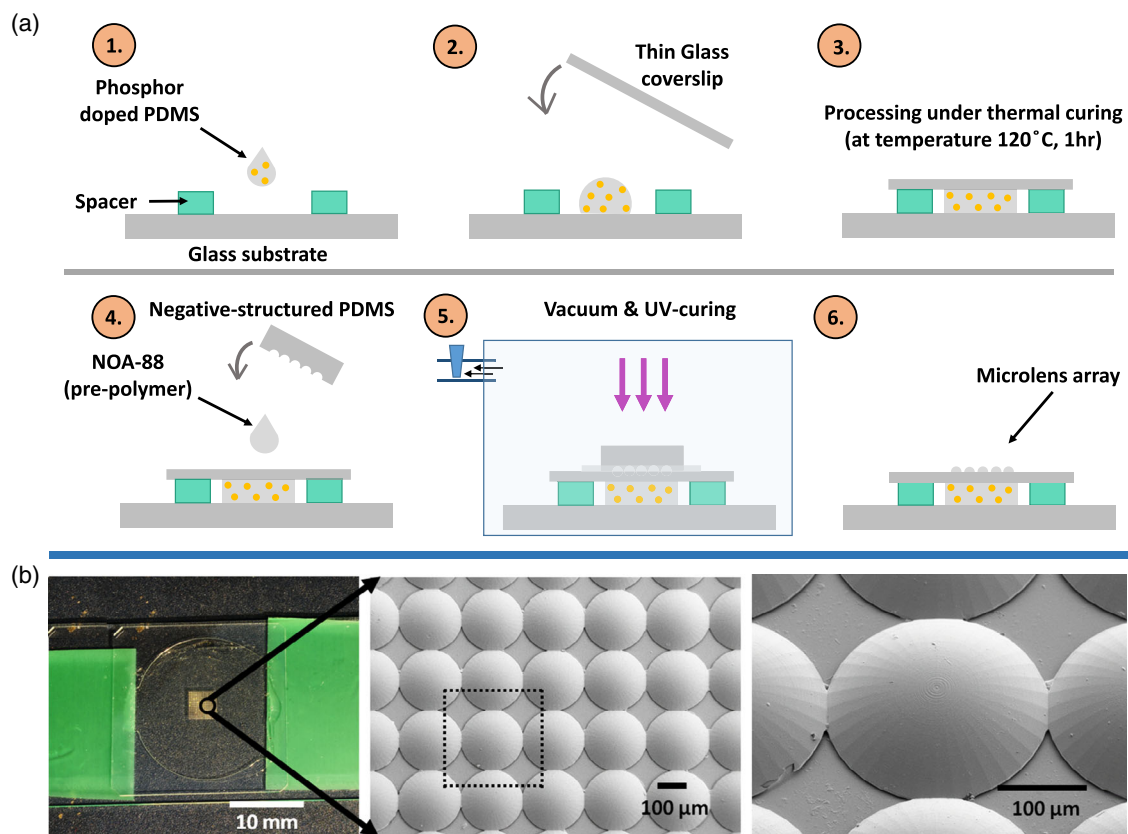 (a)
1.
Phosphor
doped PDMS
Spacer
Glass substrate
2.
Thin Glass
coverslip
3.
Processing under thermal curing
(at temperature 120˚C, 1hr)
4.
Negative-structured PDMS
NOA-88
(pre-polymer)
5.
Vacuum & UV-curing
6.
Microlens array
(b)
10 mm
100 µm
100 µm